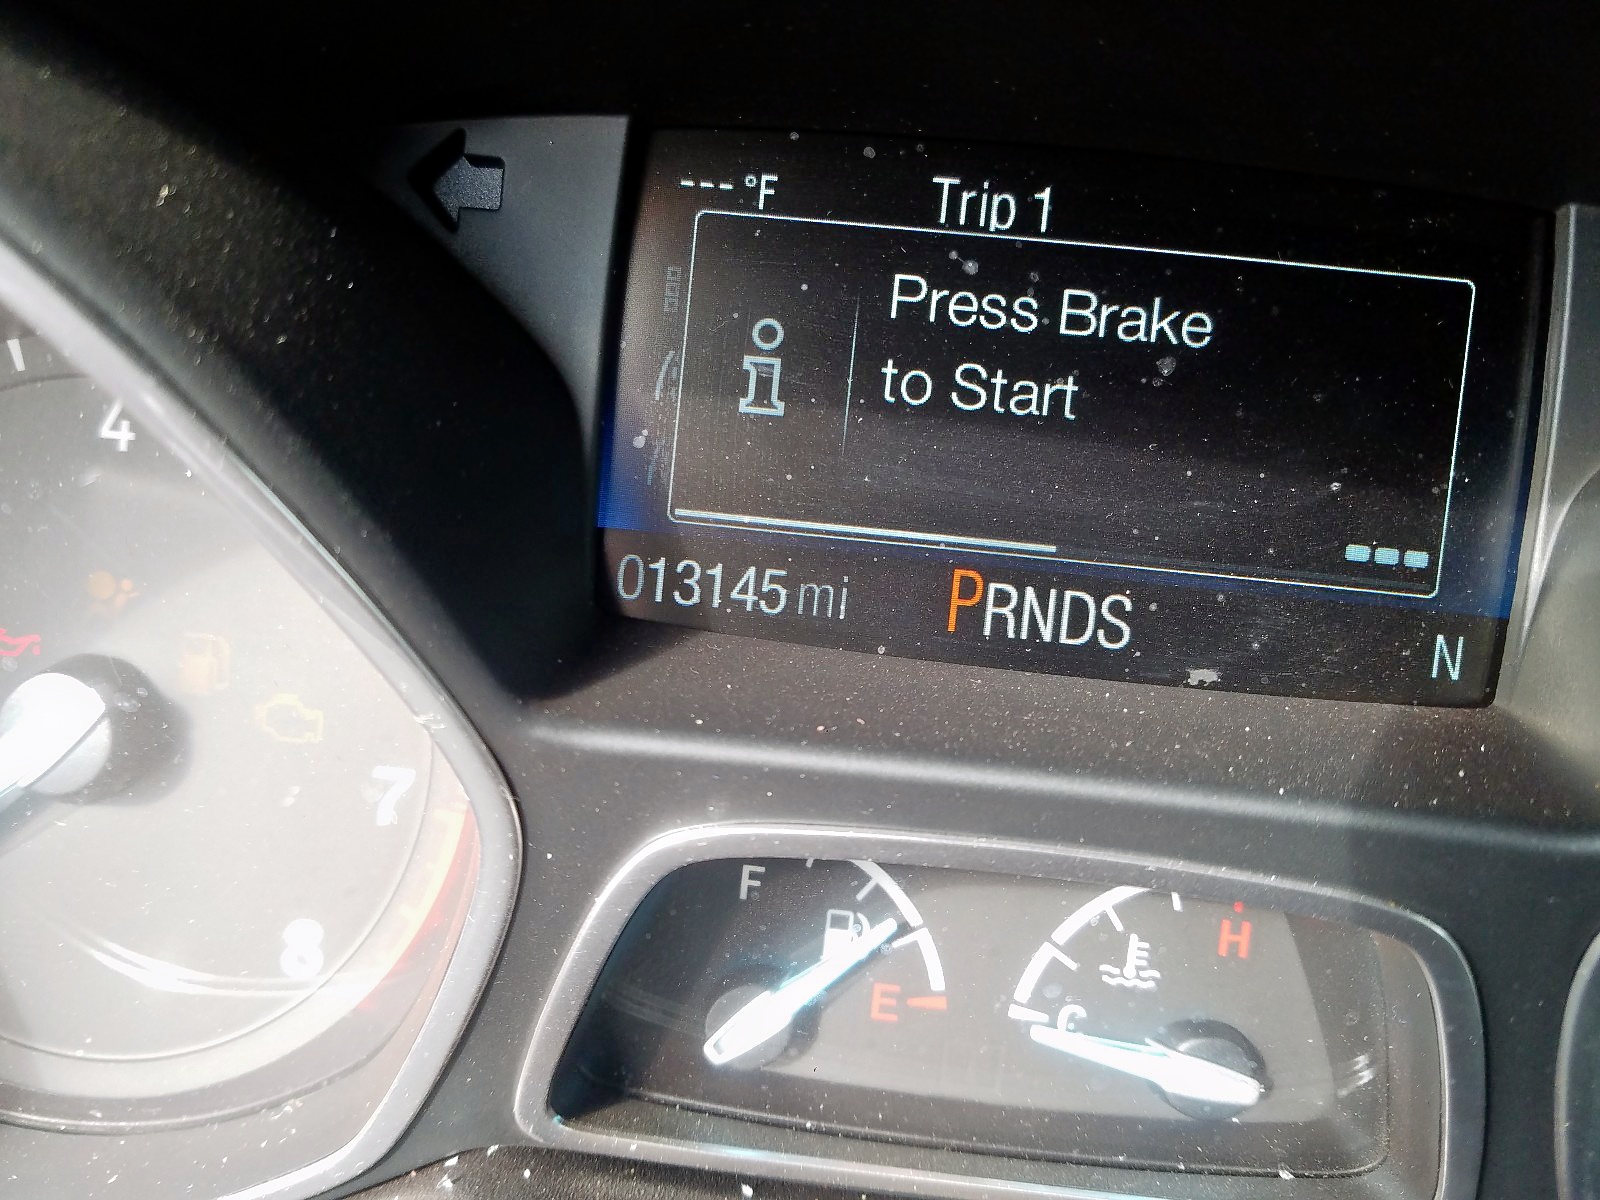 ---°F
Trip 1
Press Brake
to Start
013145 mi
PRNDS
N
4
7
8
F
E
H
C